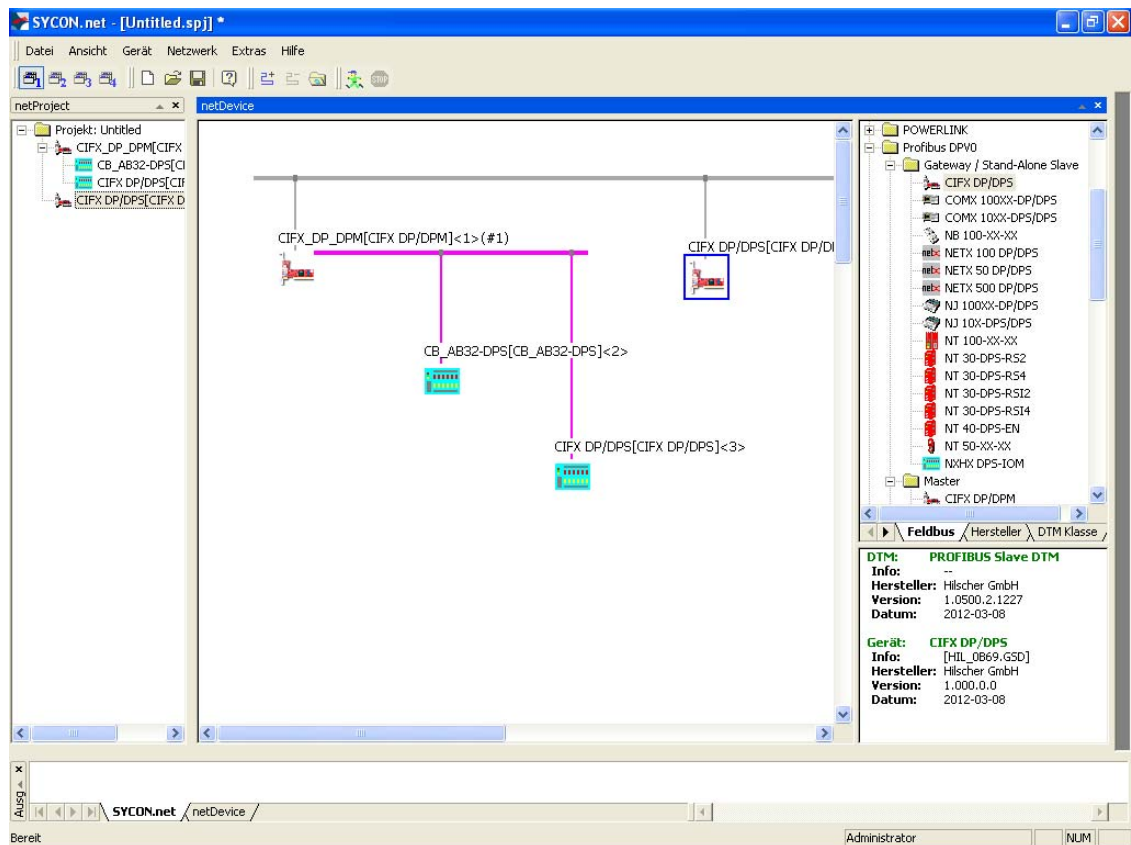 SYCON.net - [Untitled.spj] *
Datei Ansicht Gerät Netzwerk Extras Hilfe
1 2 3 4 STOP
netProject
Projekt: Untitled
CIFX_DP_DPM[CIFX
CB_AB32-DPS[CI
CIFX DP/DPS[CIF
CIFX DP/DPS[CIFX D
netDevice
CIFX_DP_DPM[CIFX DP/DPM]<1>(#1)
CIFX DP/DPS[CIFX DP/DI
CB_AB32-DPS[CB_AB32-DPS]<2>
CIFX DP/DPS[CIFX DP/DPS]<3>
POWERLINK
Profibus DPV0
Gateway / Stand-Alone Slave
CIFX DP/DPS
COMX 100XX-DP/DPS
COMX 10XX-DPS/DPS
NB 100-XX-XX
NETX 100 DP/DPS
NETX 50 DP/DPS
NETX 500 DP/DPS
NJ 100XX-DP/DPS
NJ 10X-DPS/DPS
NT 100-XX-XX
NT 30-DPS-RS2
NT 30-DPS-RS4
NT 30-DPS-RSI2
NT 30-DPS-RSI4
NT 40-DPS-EN
NT 50-XX-XX
NXHX DPS-IOM
Master
CIFX DP/DPM
Feldbus Hersteller DTM Klasse
DTM: PROFIBUS Slave DTM
Info: --
Hersteller: Hilscher GmbH
Version: 1.0500.2.1227
Datum: 2012-03-08
Gerät: CIFX DP/DPS
Info: [HIL_0B69.GSD]
Hersteller: Hilscher GmbH
Version: 1.000.0.0
Datum: 2012-03-08
Ausg
SYCON.net netDevice
Bereit Administrator NUM